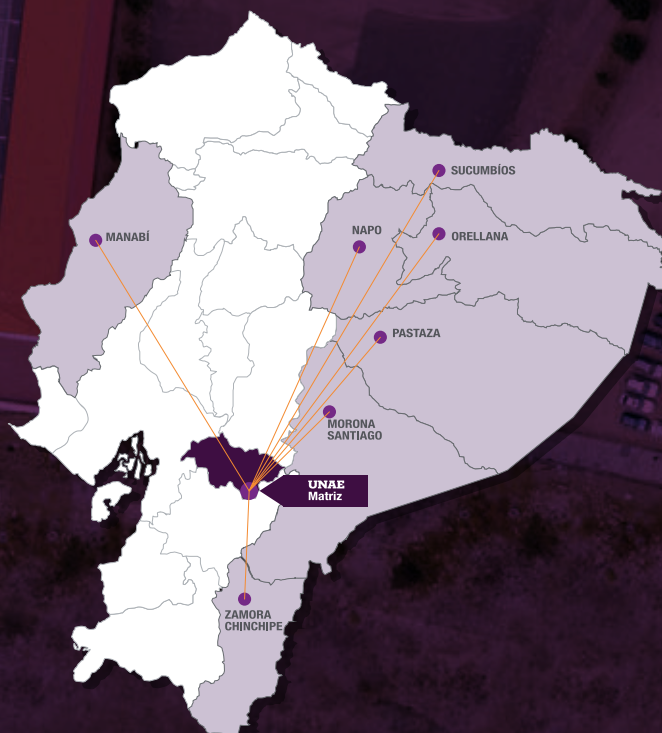 SUCUMBÍOS
NAPO
ORELLANA
MANABÍ
PASTAZA
MORONA
SANTIAGO
UNAE
Matriz
ZAMORA
CHINCHIPE